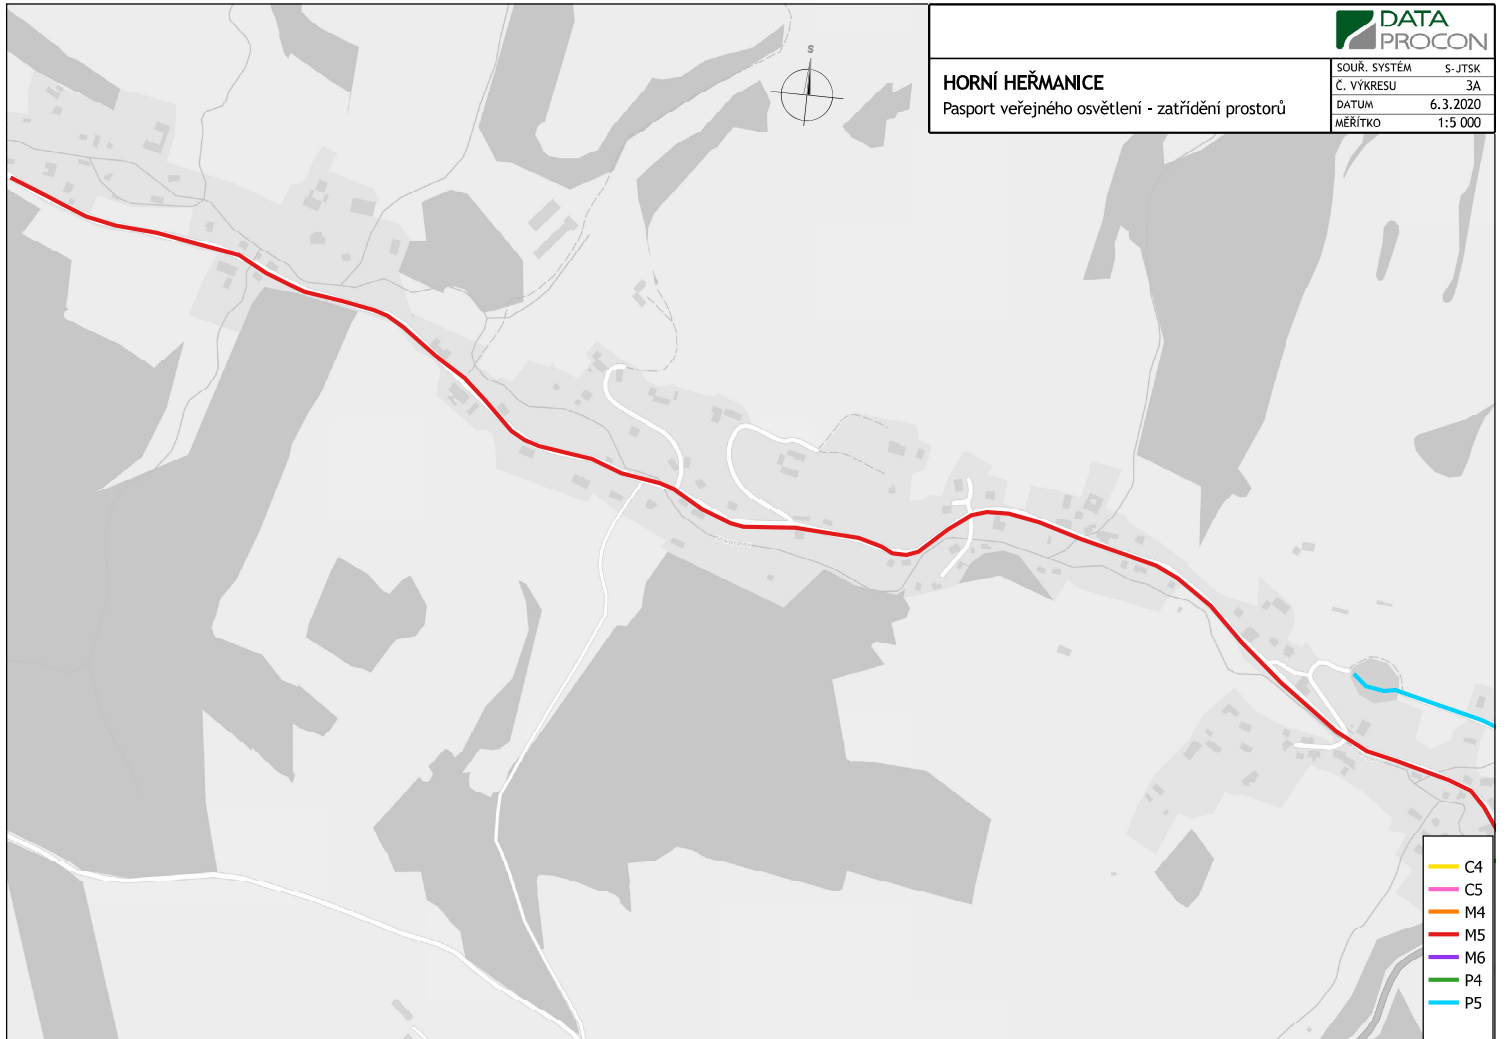 DATA
PROCON
HORNÍ HEŘMANICE
Pasport veřejného osvětlení - zatřídění prostorů
SOUŘ. SYSTÉM S-JTSK
Č. VÝKRESU 3A
DATUM 6.3.2020
MĚŘÍTKO 1:5 000
S
C4
C5
M4
M5
M6
P4
P5